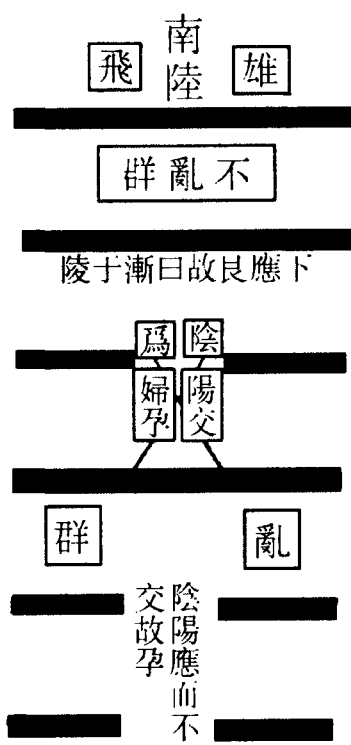 南陸
雄
飛
不亂群
下應艮故曰漸于陵
陰陽交
爲婦孕
亂
群
陰陽應而不
交故孕